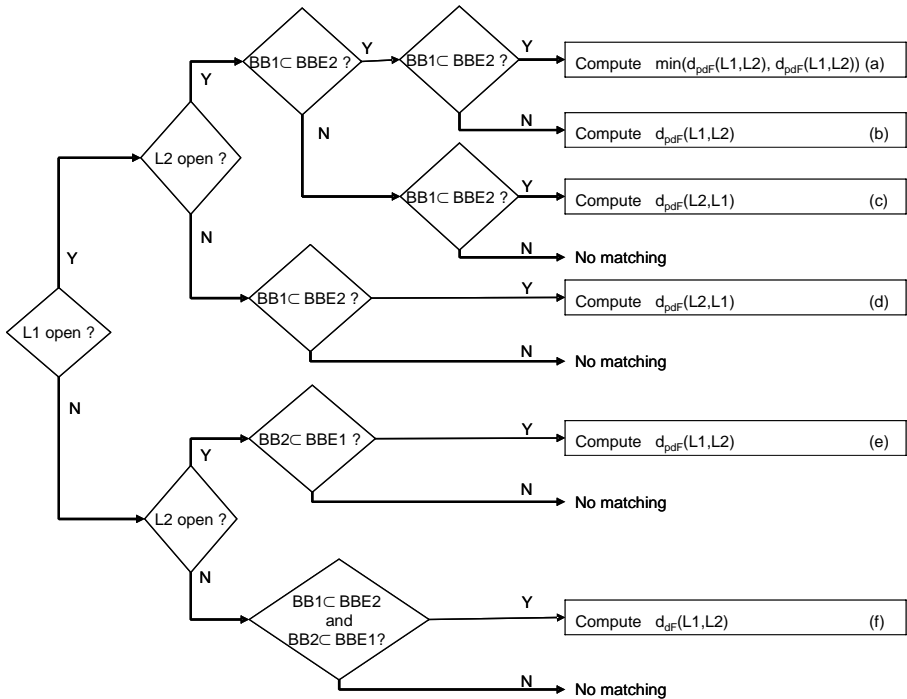 Y
BB1⊂ BBE2 ?
Y
BB1⊂ BBE2 ?
Y
Compute min(dpdF(L1,L2), dpdF(L1,L2)) (a)
N
Compute dpdF(L1,L2) (b)
N
L2 open ?
BB1⊂ BBE2 ?
Y
Compute dpdF(L2,L1) (c)
N
No matching
Y
N
BB1⊂ BBE2 ?
Y
Compute dpdF(L2,L1) (d)
N
No matching
L1 open ?
N
Y
BB2⊂ BBE1 ?
Y
Compute dpdF(L1,L2) (e)
N
No matching
L2 open ?
N
BB1⊂ BBE2
and
BB2⊂ BBE1?
Y
Compute ddF(L1,L2) (f)
N
No matching